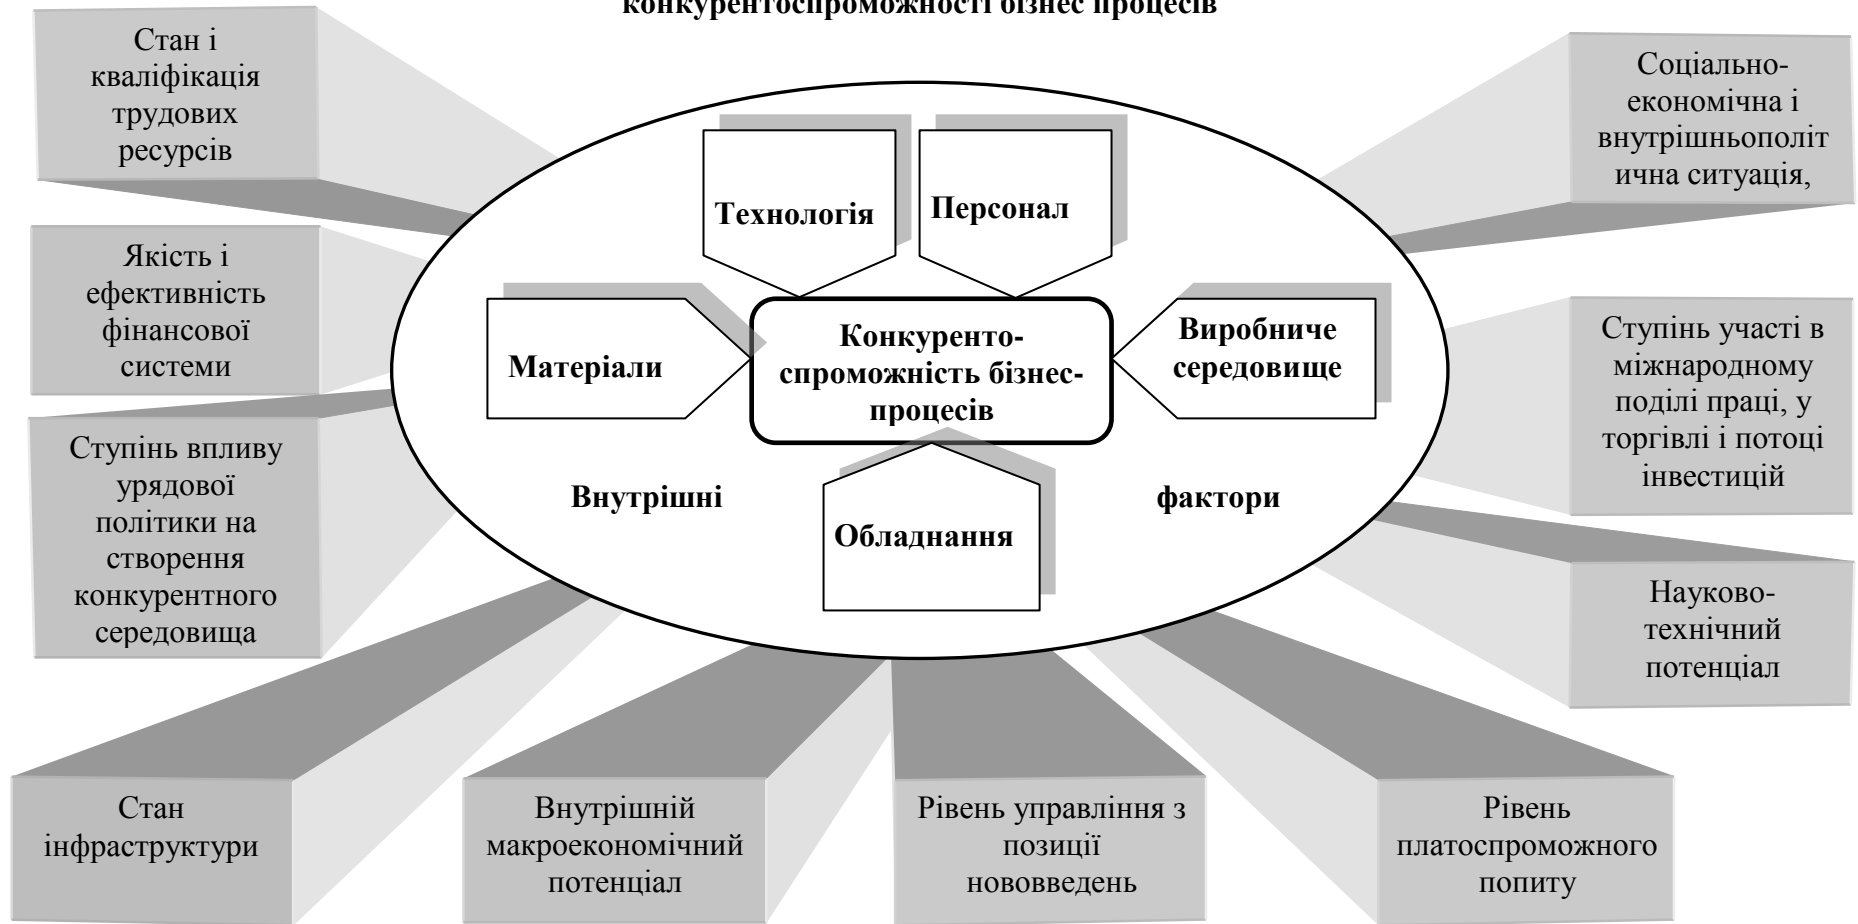 конкурентоспроможності бізнес процесів
Стан і
кваліфікація
трудових
ресурсів
Соціально-
економічна і
внутрішньополіт
ична ситуація,
Технологія
Персонал
Якість і
ефективність
фінансової
системи
Матеріали
Конкуренто-
спроможність бізнес-
процесів
Виробниче
середовище
Ступінь участі в
міжнародному
поділі праці, у
торгівлі і потоці
інвестицій
Ступінь впливу
урядової
політики на
створення
конкурентного
середовища
Внутрішні
фактори
Обладнання
Науково-
технічний
потенціал
Стан
інфраструктури
Внутрішній
макроекономічний
потенціал
Рівень управління з
позиції
нововведень
Рівень
платоспроможного
попиту